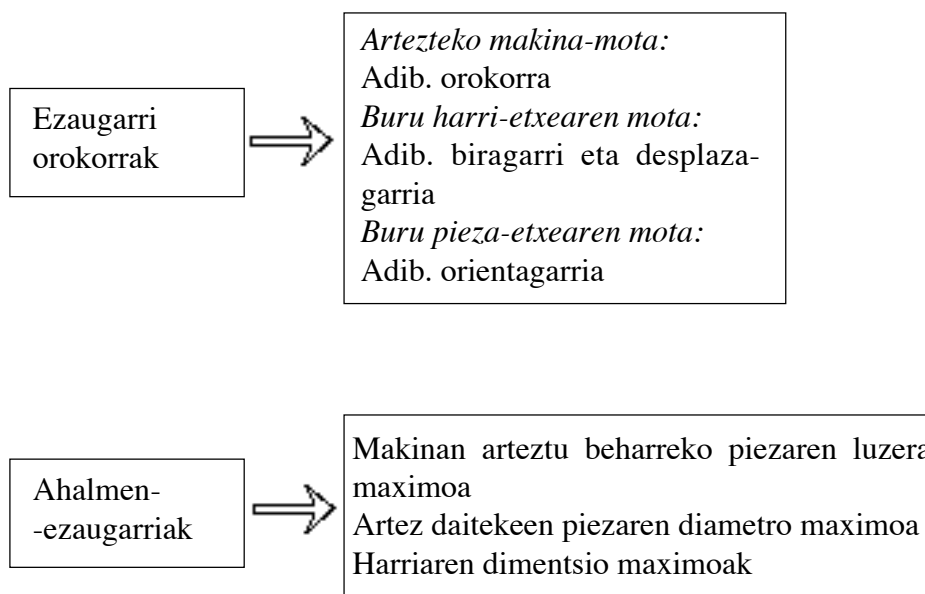 Ezaugarri
orokorrak
Artezteko makina-mota:
Adib. orokorra
Buru harri-etxearen mota:
Adib. biragarri eta desplaza-
garria
Buru pieza-etxearen mota:
Adib. orientagarria
Ahalmen-
-ezaugarriak
Makinan arteztu beharreko piezaren luzera
maximoa
Artez daitekeen piezaren diametro maximoa
Harriaren dimentsio maximoak